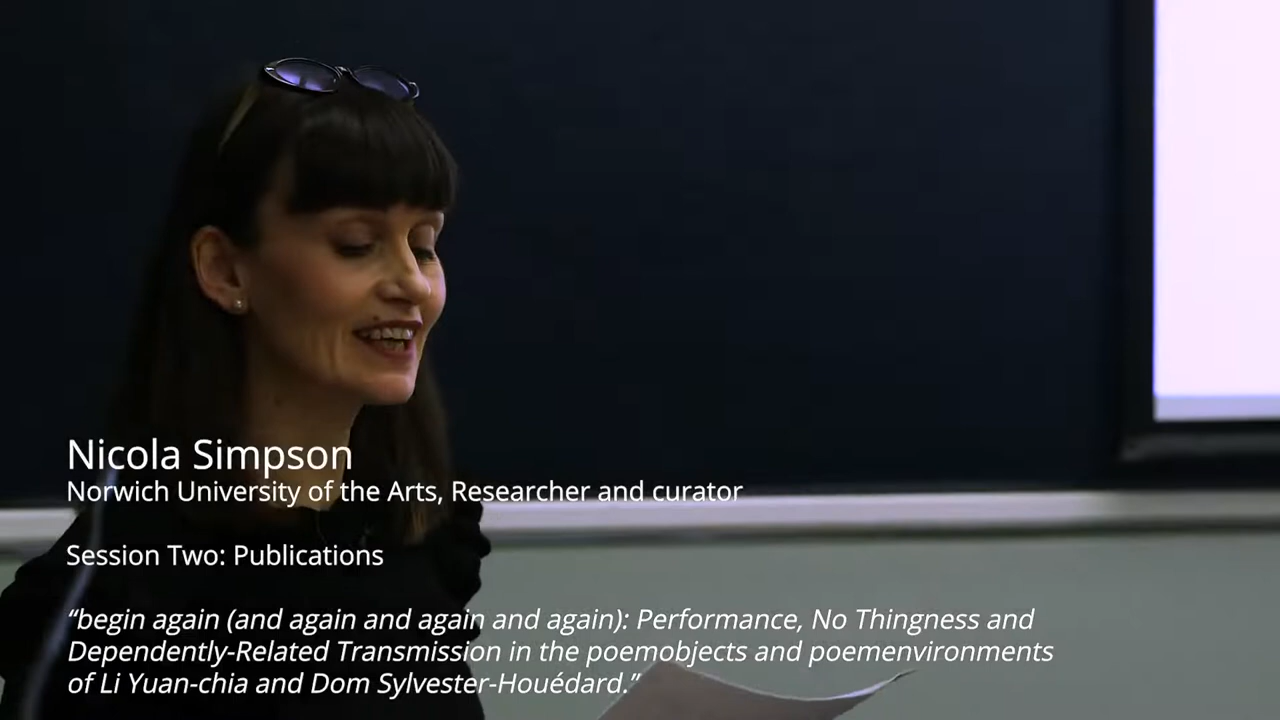 Nicola Simpson
Norwich University of the Arts, Researcher and curator
Session Two: Publications
“begin again (and again and again and again): Performance, No Thingness and
Dependently-Related Transmission in the poemobjects and poemenvironments
of Li Yuan-chia and Dom Sylvester-Houédard.”